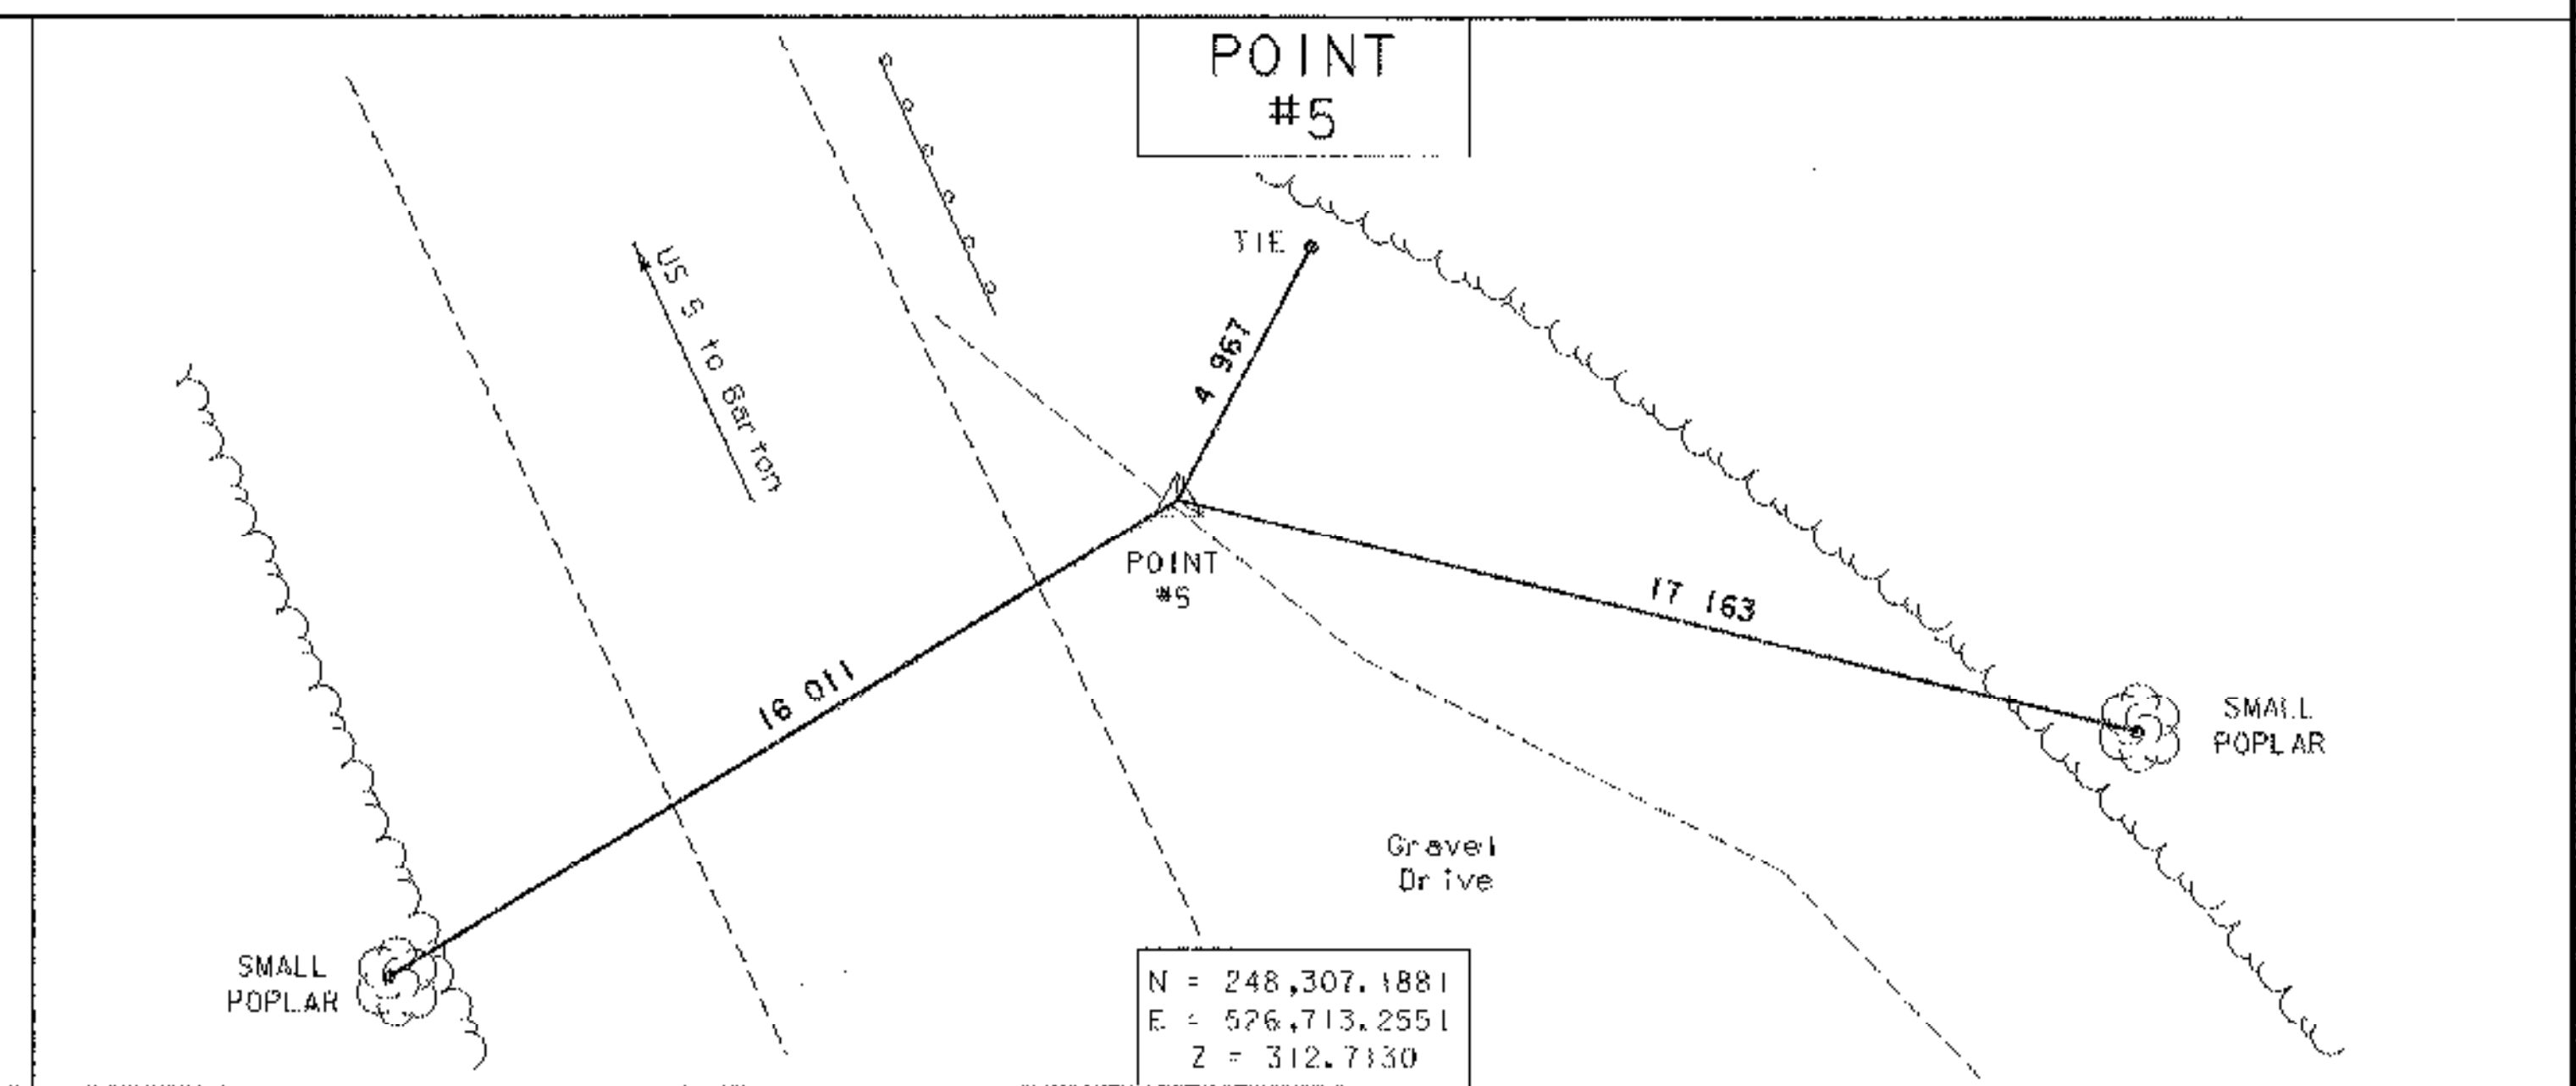 POINT
#5
TIE
US 5 to Barton
4 967
POINT
#5
17 163
16 011
SMALL
POPLAR
Gravel
Drive
SMALL
POPLAR
N = 248,307.1881
E = 526,713.2551
Z = 312.7130